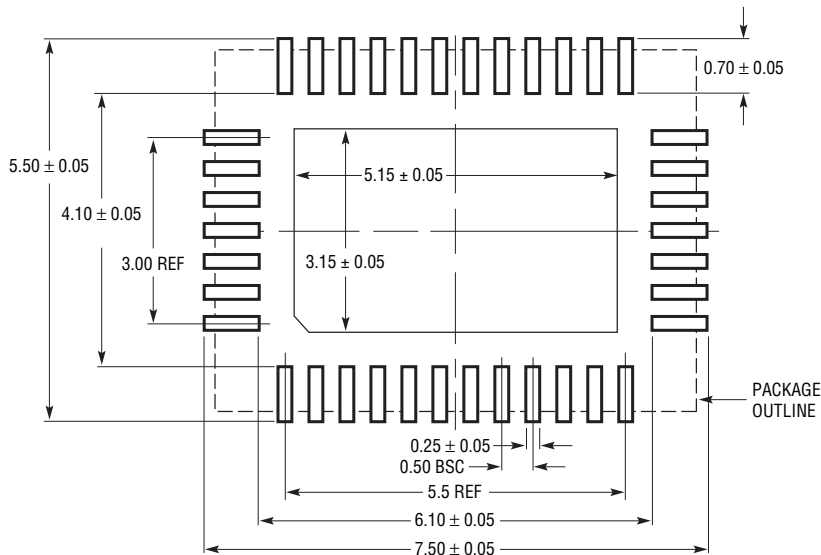 0.70 ± 0.05
5.50 ± 0.05
5.15 ± 0.05
4.10 ± 0.05
3.00 REF
3.15 ± 0.05
PACKAGE
OUTLINE
0.25 ± 0.05
0.50 BSC
5.5 REF
6.10 ± 0.05
7.50 ± 0.05